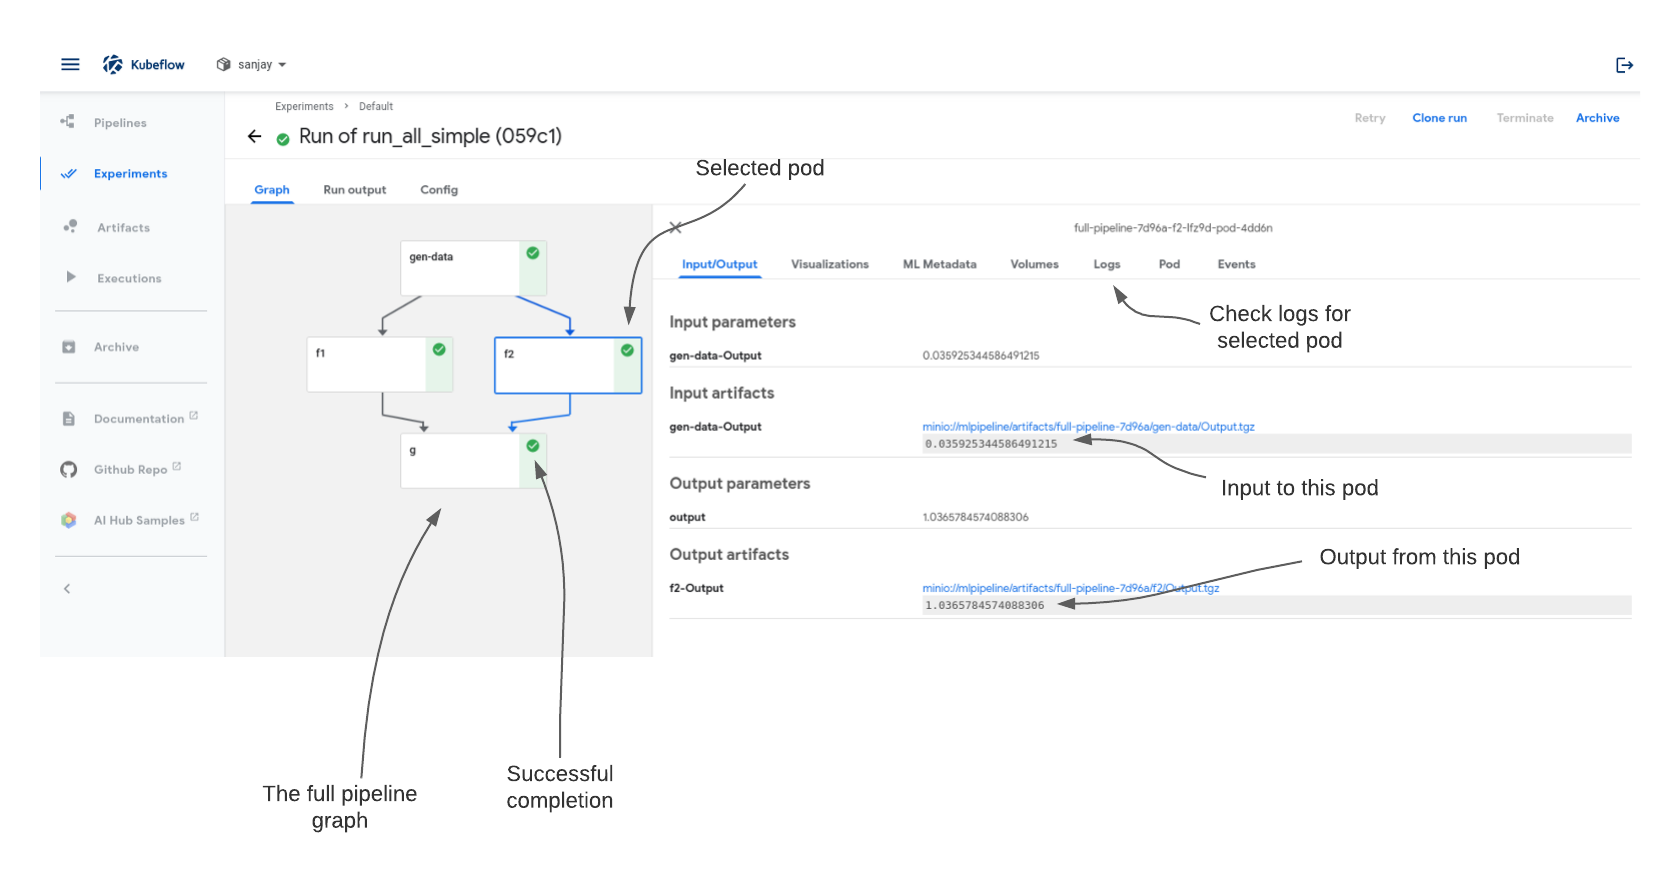 Kubeflow
sanjay
Experiments > Default
Run of run_all_simple (059c1)
Retry
Clone run
Terminate
Archive
Pipelines
Experiments
Artifacts
Executions
Archive
Documentation
Github Repo
AI Hub Samples
Graph
Run output
Config
Selected pod
gen-data
f1
f2
g
full-pipeline-7d96a-f2-lfz9d-pod-4dd6n
Input/Output
Visualizations
ML Metadata
Volumes
Logs
Pod
Events
Check logs for
selected pod
Input parameters
gen-data-Output 0.035925344586491215
Input artifacts
gen-data-Output minio://mlpipeline/artifacts/full-pipeline-7d96a/gen-data/Output.tgz
0.035925344586491215
Input to this pod
Output parameters
output 1.0365784574088306
Output artifacts
Output from this pod
f2-Output minio://mlpipeline/artifacts/full-pipeline-7d96a/f2/Output.tgz
1.0365784574088306
The full pipeline
graph
Successful
completion